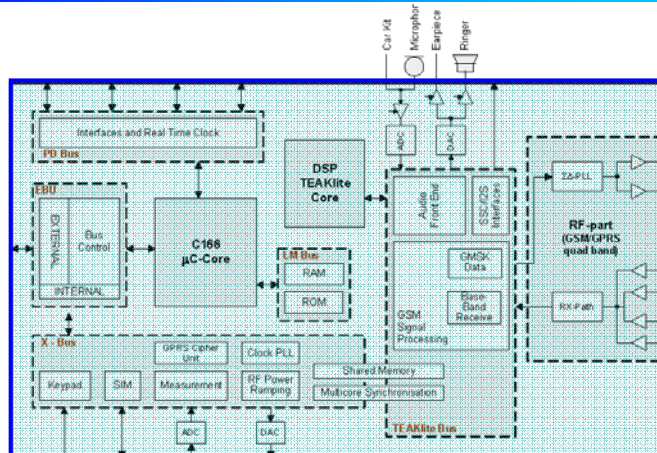 Car Kit
Microphor
Earpiece
Ringer
Interfaces and Real Time Clock
PD Bus
ADC
DAC
EBU
EXTERNAL
Bus
Control
INTERNAL
C166
µC-Core
DSP
TEAKlite
Core
LM Bus
RAM
ROM
Audio
Front End
SSC/I2S
Interfaces
GMSK
Data
Base-
Band
Receive
GSM
Signal
Processing
ΣΔ-PLL
RF-part
(GSM/GPRS
quad band)
RX-Path
X - Bus
GPRS Cipher
Unit
Clock PLL
Keypad
SIM
Measurement
RF Power
Ramping
Shared Memory
Multicore Synchronisation
TEAKlite Bus
ADC
DAC